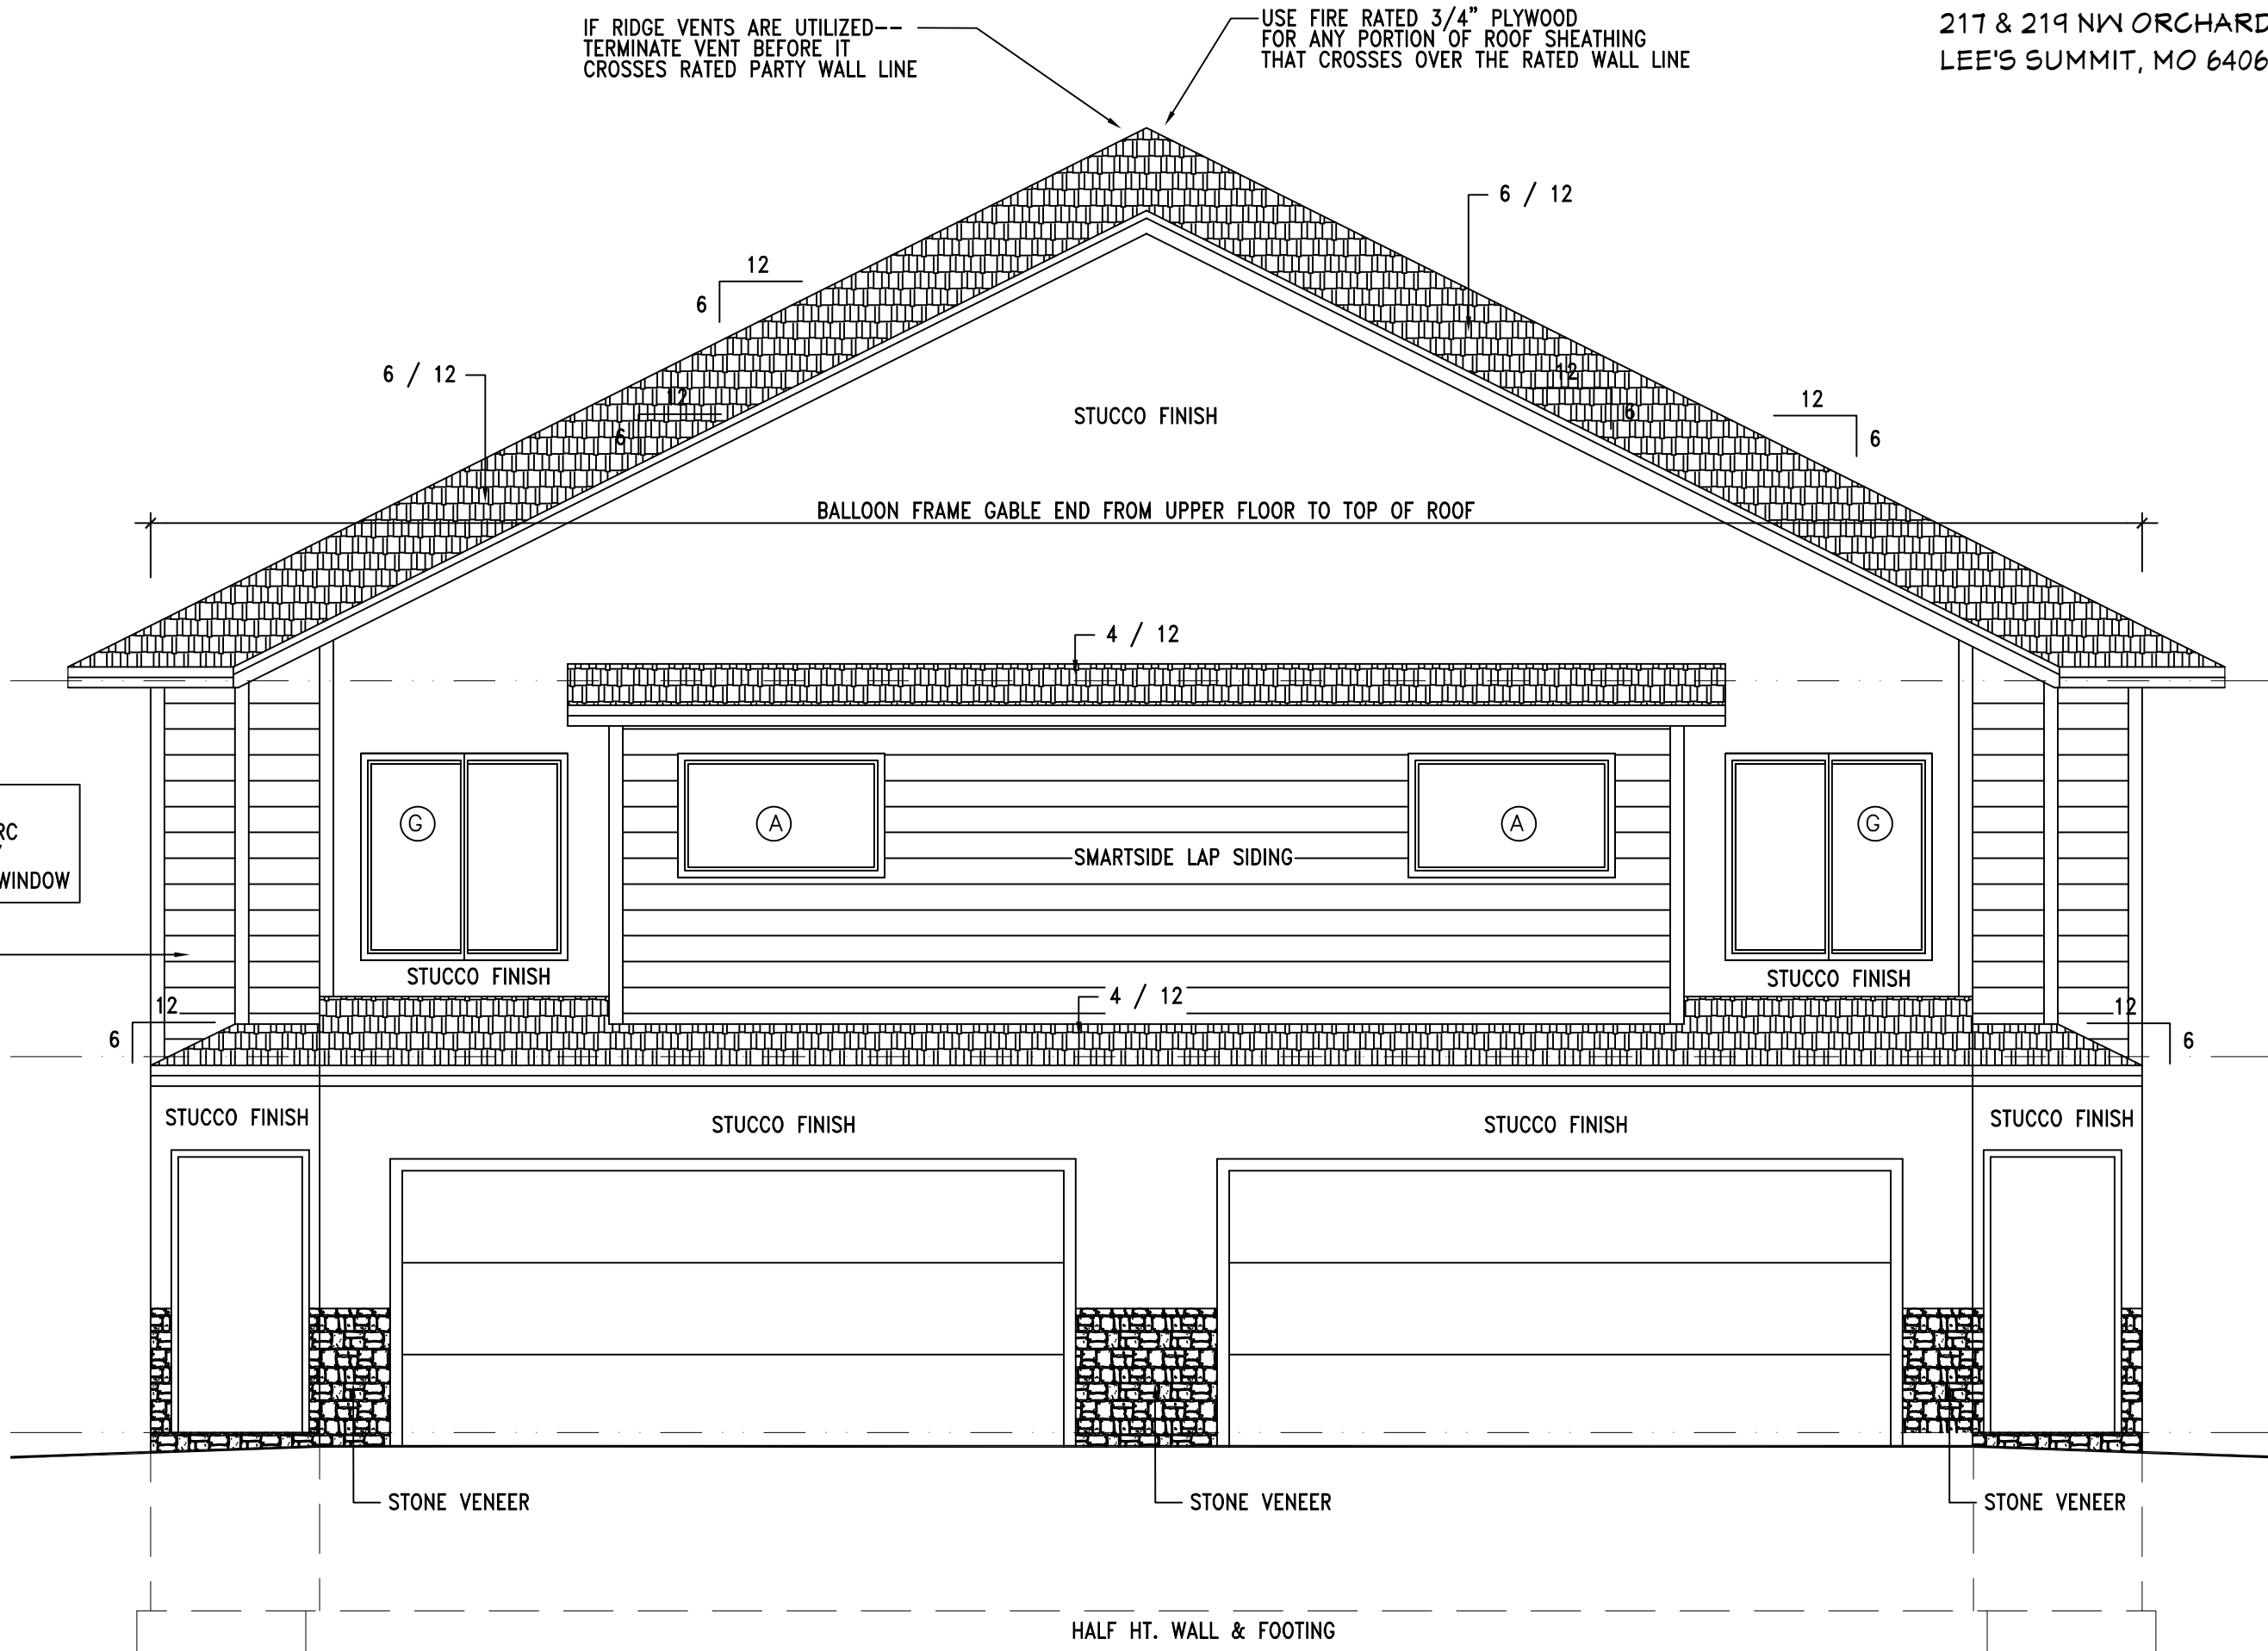 IF RIDGE VENTS ARE UTILIZED--
TERMINATE VENT BEFORE IT
CROSSES RATED PARTY WALL LINE
USE FIRE RATED 3/4" PLYWOOD
FOR ANY PORTION OF ROOF SHEATHING
THAT CROSSES OVER THE RATED WALL LINE
217 & 219 NW ORCHARD
LEE'S SUMMIT, MO 6406
6 / 12
12
6
6 / 12
12
6
12
6
12
6
STUCCO FINISH
BALLOON FRAME GABLE END FROM UPPER FLOOR TO TOP OF ROOF
4 / 12
RC
WINDOW
G
A
A
G
SMARTSIDE LAP SIDING
STUCCO FINISH
STUCCO FINISH
12
6
4 / 12
12
6
STUCCO FINISH
STUCCO FINISH
STUCCO FINISH
STUCCO FINISH
STONE VENEER
STONE VENEER
STONE VENEER
HALF HT. WALL & FOOTING